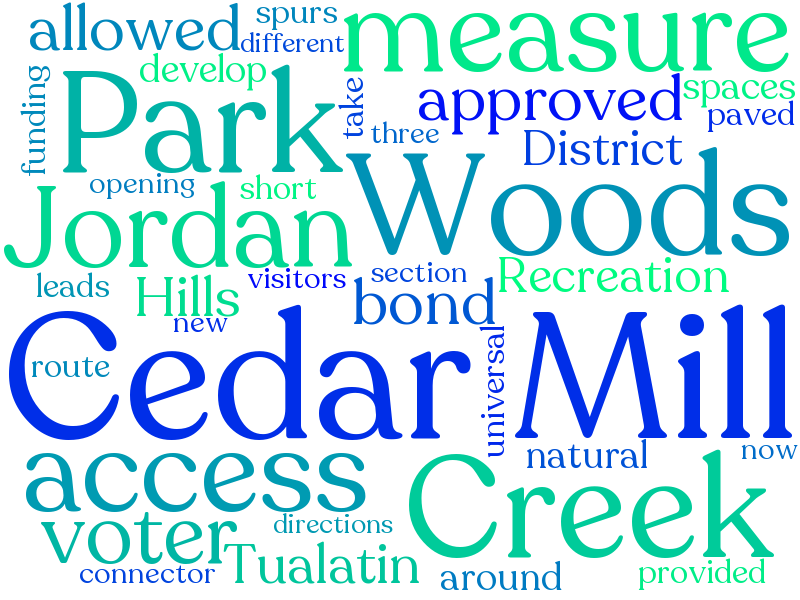 allowed
spurs
different
measure
develop
funding
Park
take
three
approved
spaces
paved
District
opening
short
Woods
Jordan
leads
Hills
visitors
section
Recreation
new
bond
Cedar Mill
route
universal
access
natural
now
Creek
voter
directions
connector
Tualatin
around
provided